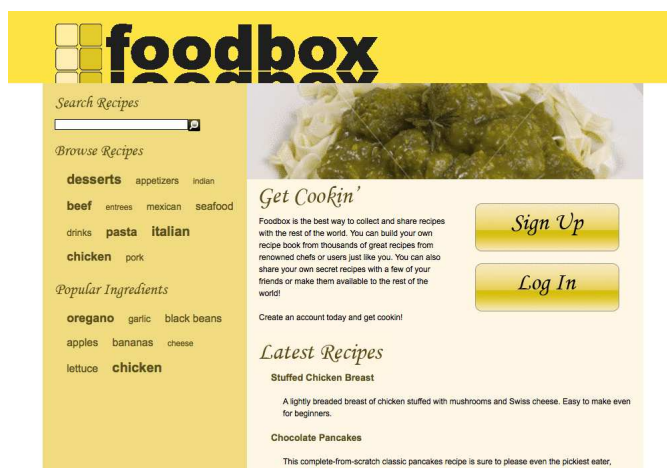 foodbox
Search Recipes
Browse Recipes
desserts appetizers indian
beef entrees mexican seafood
drinks pasta italian
chicken pork
Popular Ingredients
oregano garlic black beans
apples bananas cheese
lettuce chicken
Get Cookin'
Foodbox is the best way to collect and share recipes
with the rest of the world. You can build your own
recipe book from thousands of great recipes from
renowned chefs or users just like you. You can also
share your own secret recipes with a few of your
friends or make them available to the rest of the
world!
Create an account today and get cookin!
Sign Up
Log In
Latest Recipes
Stuffed Chicken Breast
A lightly breaded breast of chicken stuffed with mushrooms and Swiss cheese. Easy to make even
for beginners.
Chocolate Pancakes
This complete-from-scratch classic pancakes recipe is sure to please even the pickiest eater,